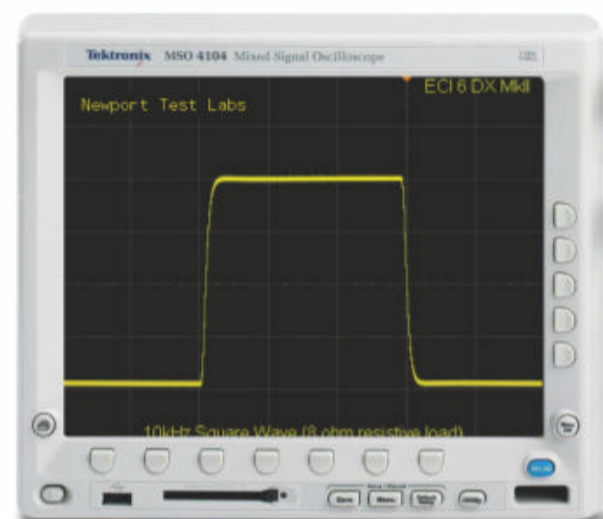 Tektronix MSO 4104 Mixed Signal Oscilloscope
ECI 6 DX MkII
Newport Test Labs
10kHz Square Wave (8 ohm resistive load)
Save Menu